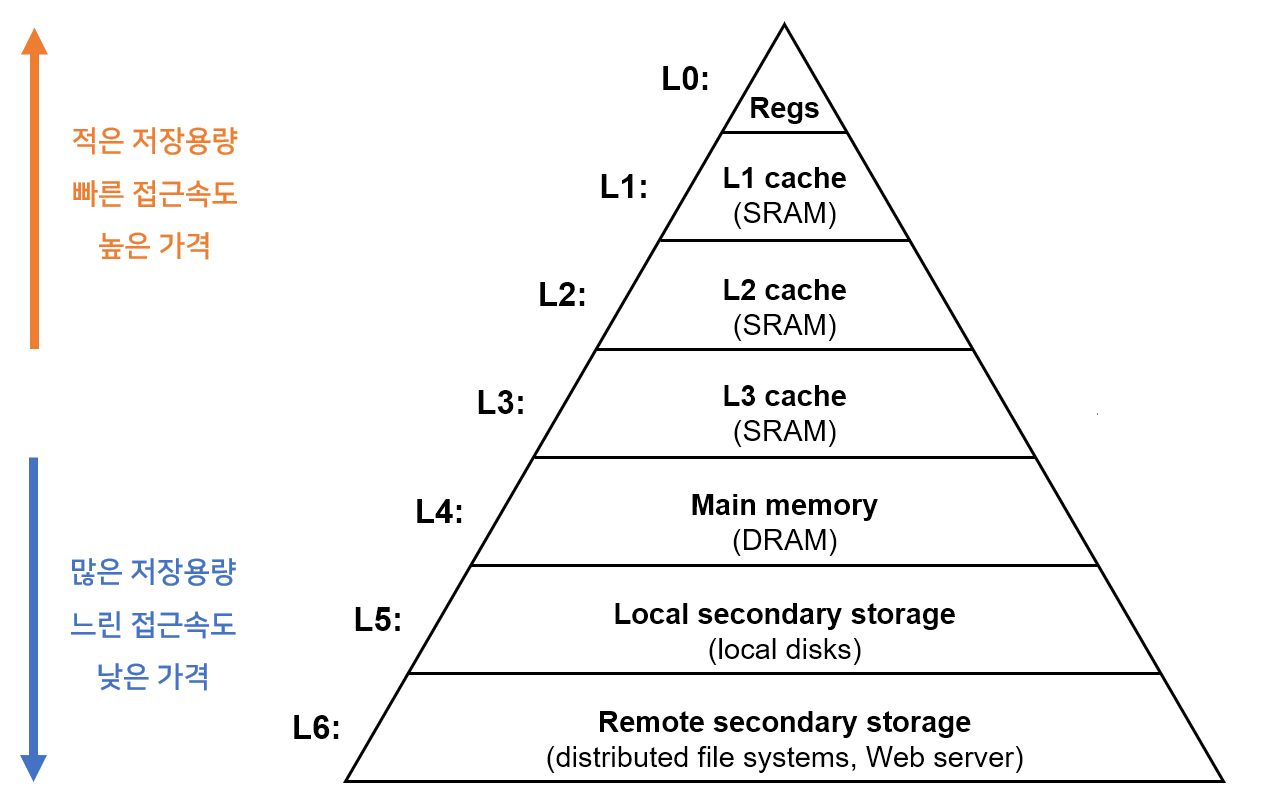 적은 저장용량
빠른 접근속도
높은 가격
많은 저장용량
느린 접근속도
낮은 가격
L0:
Regs
L1:
L1 cache
(SRAM)
L2:
L2 cache
(SRAM)
L3:
L3 cache
(SRAM)
L4:
Main memory
(DRAM)
L5:
Local secondary storage
(local disks)
L6:
Remote secondary storage
(distributed file systems, Web server)